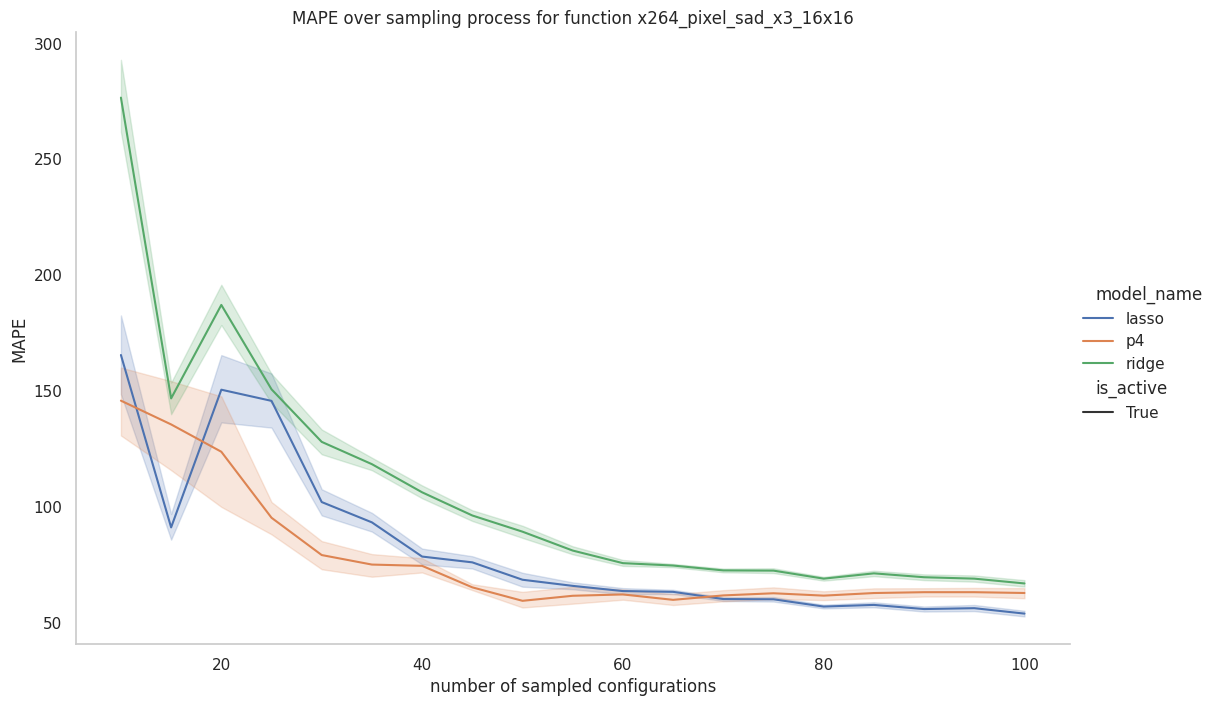 MAPE over sampling process for function x264_pixel_sad_x3_16x16
300
250
200
150
100
50
MAPE
20 40 60 80 100
number of sampled configurations
model_name
lasso
p4
ridge
is_active
True